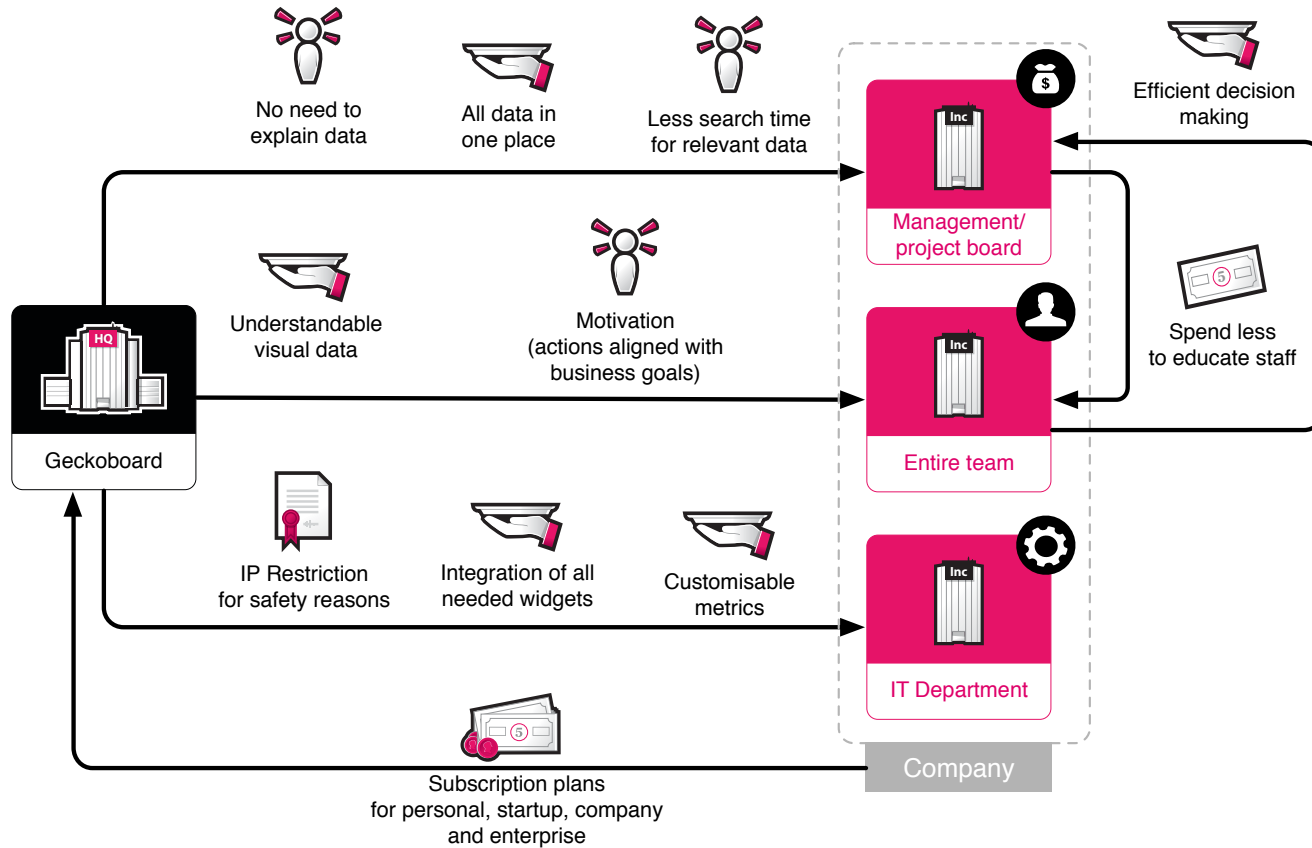 No need to
explain data
All data in
one place
Less search time
for relevant data
$
Inc
Management/
project board
Efficient decision
making
Understandable
visual data
Motivation
(actions aligned with
business goals)
Inc
Entire team
5
Spend less
to educate staff
HQ
Geckoboard
IP Restriction
for safety reasons
Integration of all
needed widgets
Customisable
metrics
Inc
IT Department
5
Subscription plans
for personal, startup, company
and enterprise
Company